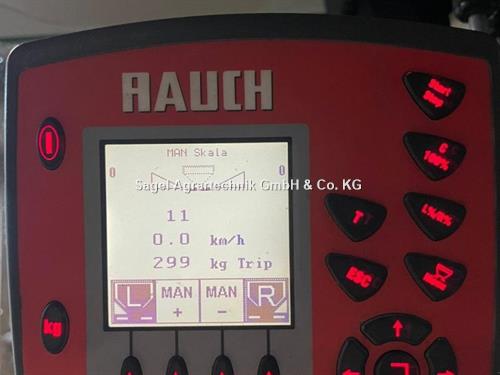 RAUCH
MAN Skala
0 0
Sagel Agrartechnik GmbH & Co. KG
11
0.0 km/h
299 kg Trip
L MAN + MAN - R
Start Stop
C 100%
T L%/R%
ESC Menu
kg